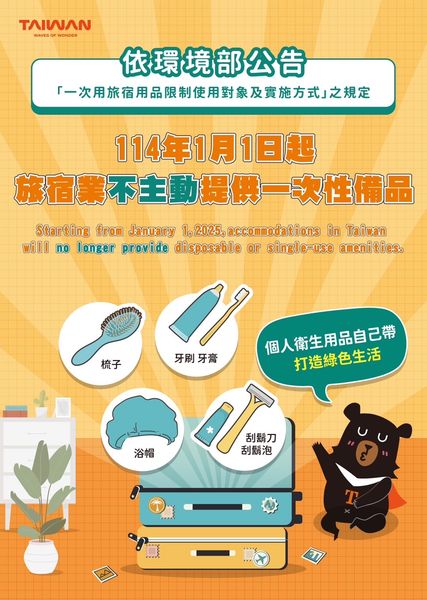 TAIWAN
WAVES OF WONDER
依環境部公告
「一次用旅宿用品限制使用對象及實施方式」之規定
114年1月1日起
旅宿業不主動提供一次性備品
Starting from January 1,2025,accommodations in Taiwan
will no longer provide disposable or single-use amenities.
梳子
牙刷 牙膏
浴帽
刮鬍刀
刮鬍泡
個人衛生用品自己帶
打造綠色生活
T